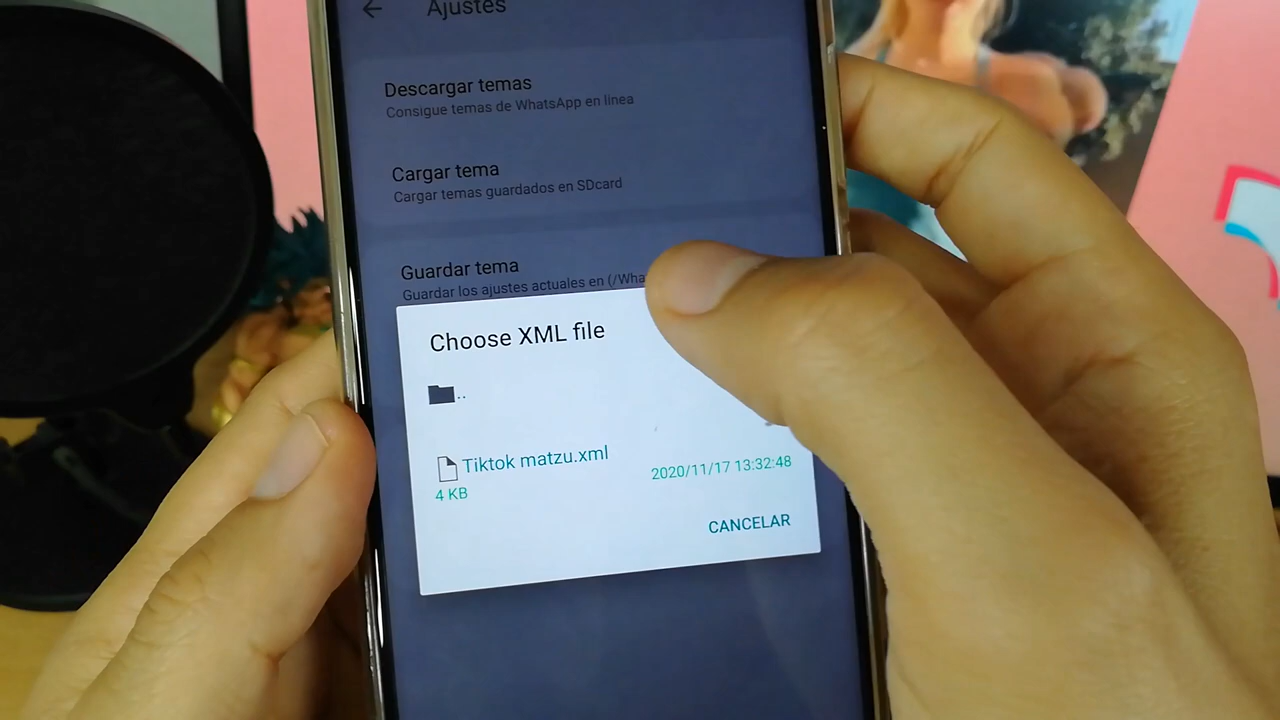 Ajustes
Descargar temas
Consigue temas de WhatsApp en línea
Cargar tema
Cargar temas guardados en SDcard
Guardar tema
Guardar los ajustes actuales en (/Wha
Choose XML file
..
Tiktok matzu.xml
4 KB
2020/11/17 13:32:48
CANCELAR